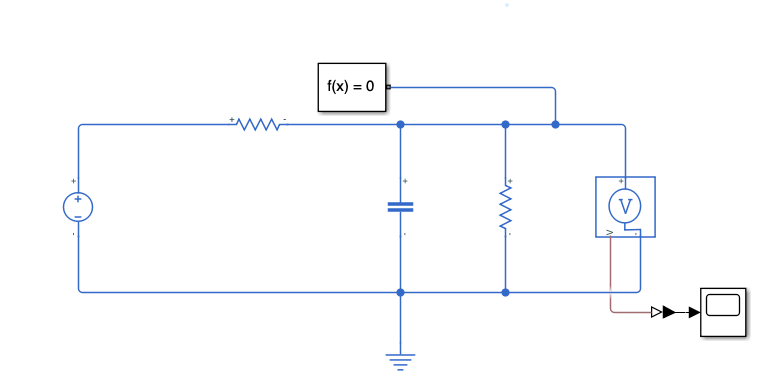 f(x) = 0
+ -
+ + + +
+
−
V
- - - V -